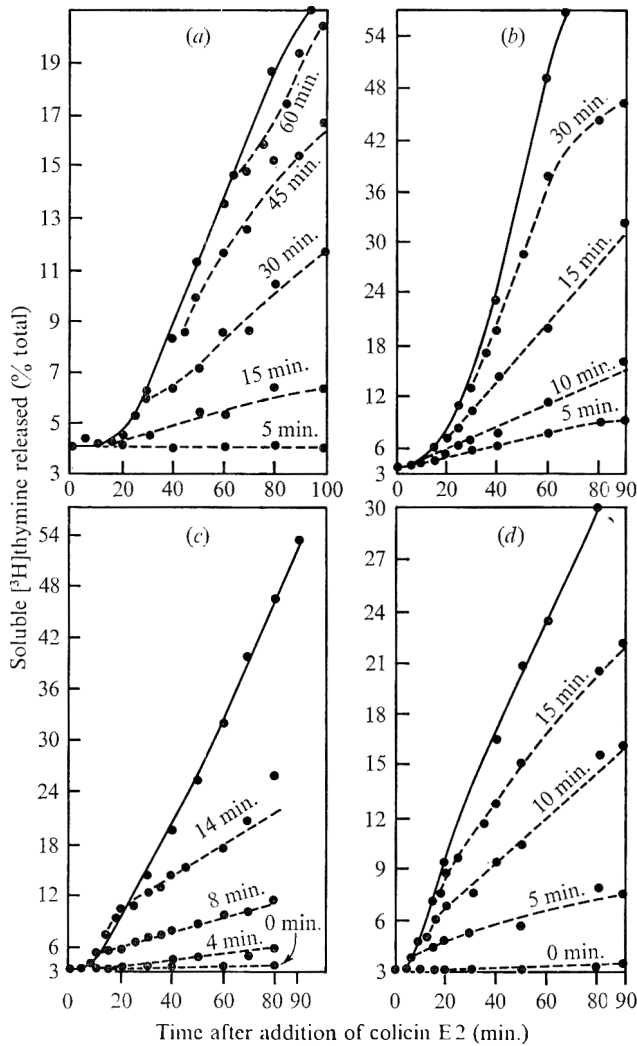 (a)
19
17
15
13
11
9
7
5
3
60 min.
45 min.
30 min.
15 min.
5 min.
0 20 40 60 80 100
(b)
57
48
42
36
30
24
18
12
6
3
30 min.
15 min.
10 min.
5 min.
0 20 40 60 80 90
Soluble [³H]thymine released (% total)
(c)
54
48
42
36
30
24
18
12
6
3
14 min.
8 min.
4 min.
0 min.
0 20 40 60 80 90
(d)
30
27
24
21
18
15
12
9
6
3
15 min.
10 min.
5 min.
0 min.
0 20 40 60 80 90
Time after addition of colicin E2 (min.)